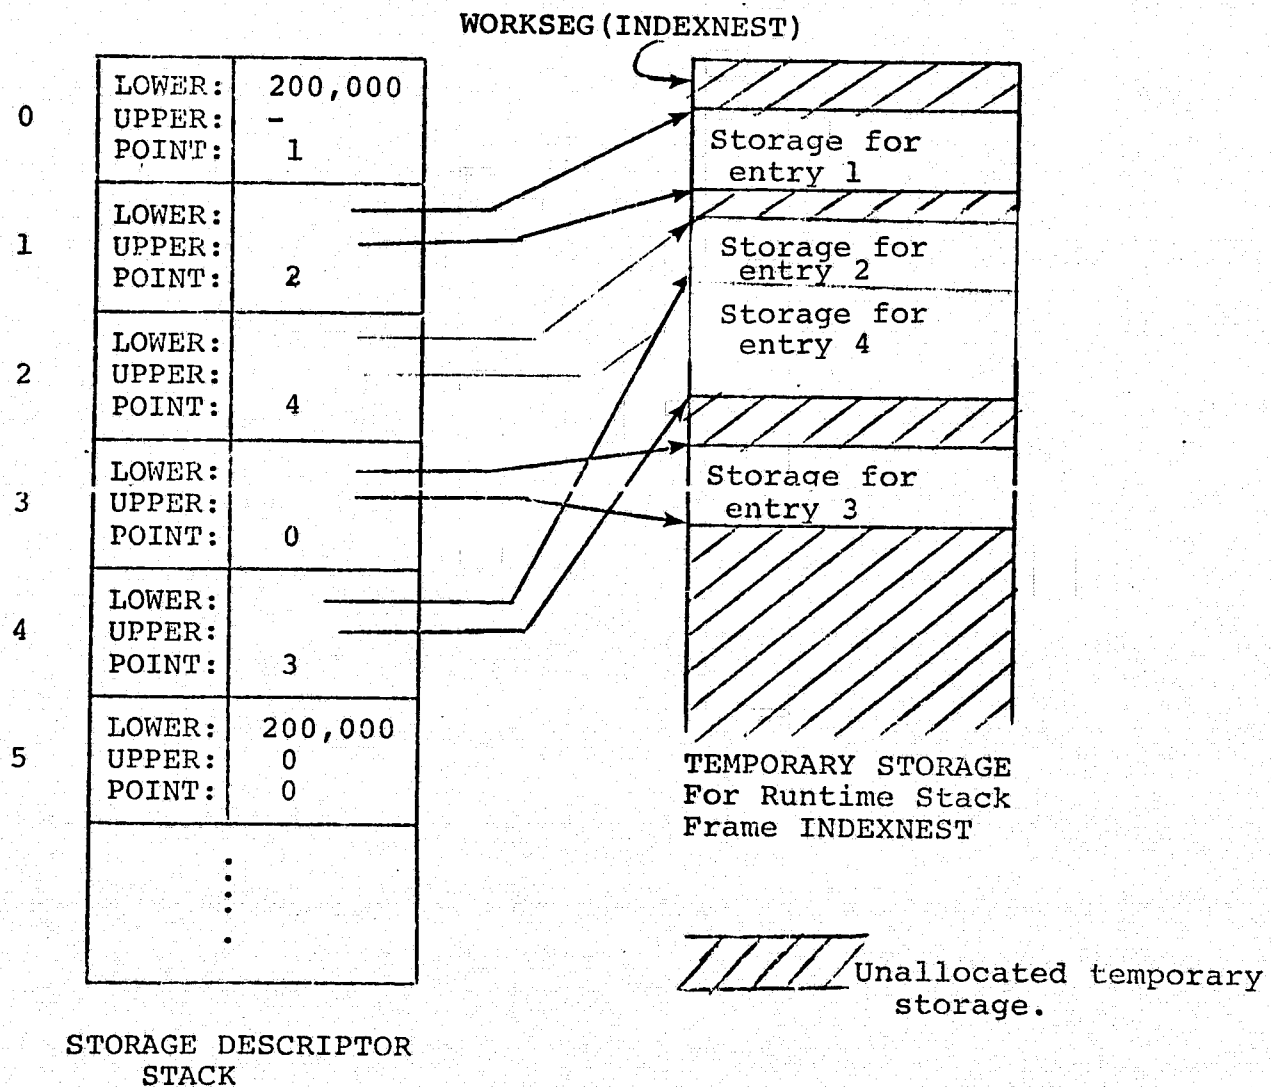 WORKSEG(INDEXNEST)
0
LOWER: 200,000
UPPER: -
POINT: 1
1
LOWER:
UPPER:
POINT: 2
2
LOWER:
UPPER:
POINT: 4
3
LOWER:
UPPER:
POINT: 0
4
LOWER:
UPPER:
POINT: 3
5
LOWER: 200,000
UPPER: 0
POINT: 0
STORAGE DESCRIPTOR
STACK
Storage for
entry 1
Storage for
entry 2
Storage for
entry 4
Storage for
entry 3
TEMPORARY STORAGE
For Runtime Stack
Frame INDEXNEST
Unallocated temporary
storage.